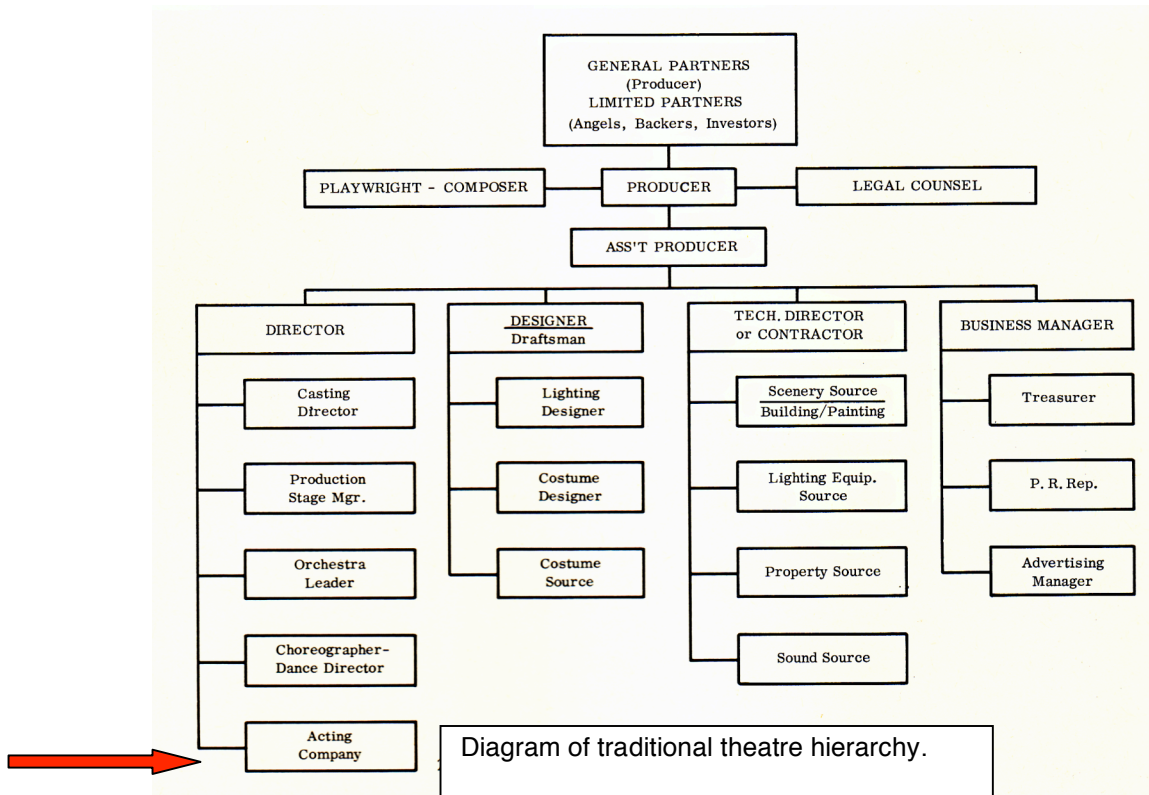 GENERAL PARTNERS
(Producer)
LIMITED PARTNERS
(Angels, Backers, Investors)
PLAYWRIGHT - COMPOSER
PRODUCER
LEGAL COUNSEL
ASS'T PRODUCER
DIRECTOR
DESIGNER
Draftsman
TECH. DIRECTOR
or CONTRACTOR
BUSINESS MANAGER
Casting
Director
Lighting
Designer
Scenery Source
Building/Painting
Treasurer
Production
Stage Mgr.
Costume
Designer
Lighting Equip.
Source
P. R. Rep.
Orchestra
Leader
Costume
Source
Property Source
Advertising
Manager
Choreographer-
Dance Director
Sound Source
Acting
Company
Diagram of traditional theatre hierarchy.